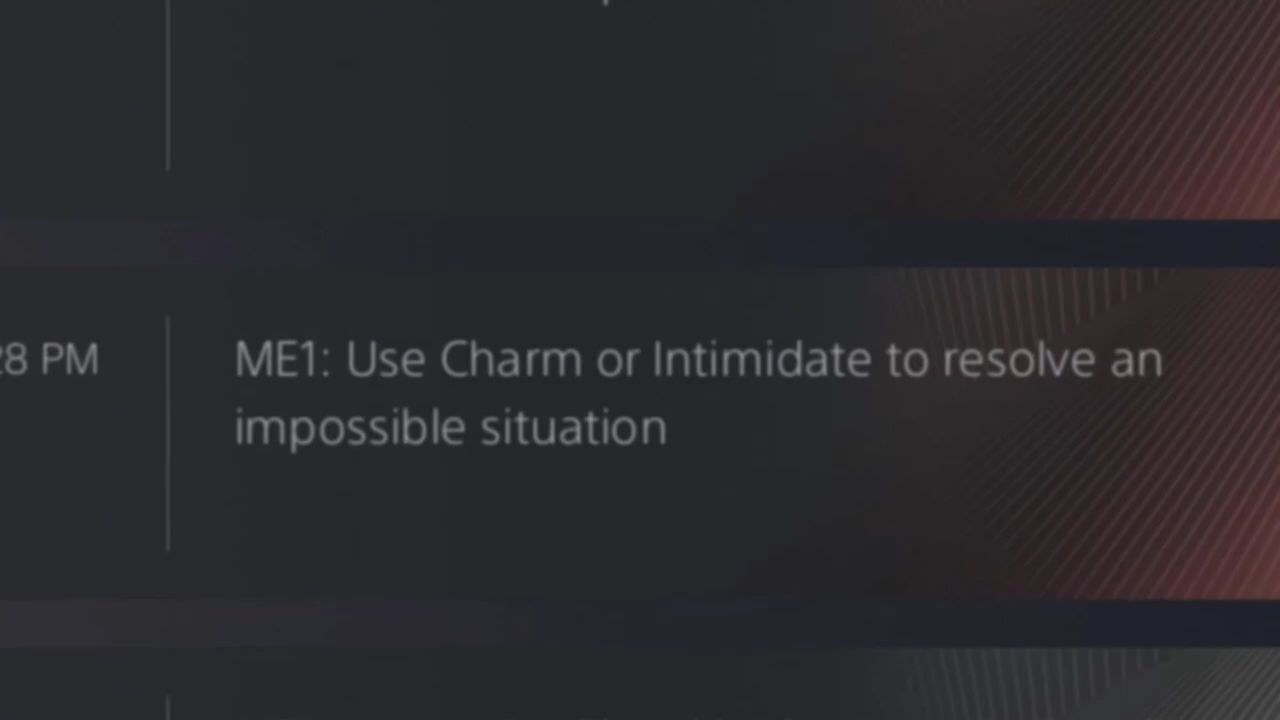 28 PM
ME1: Use Charm or Intimidate to resolve an
impossible situation